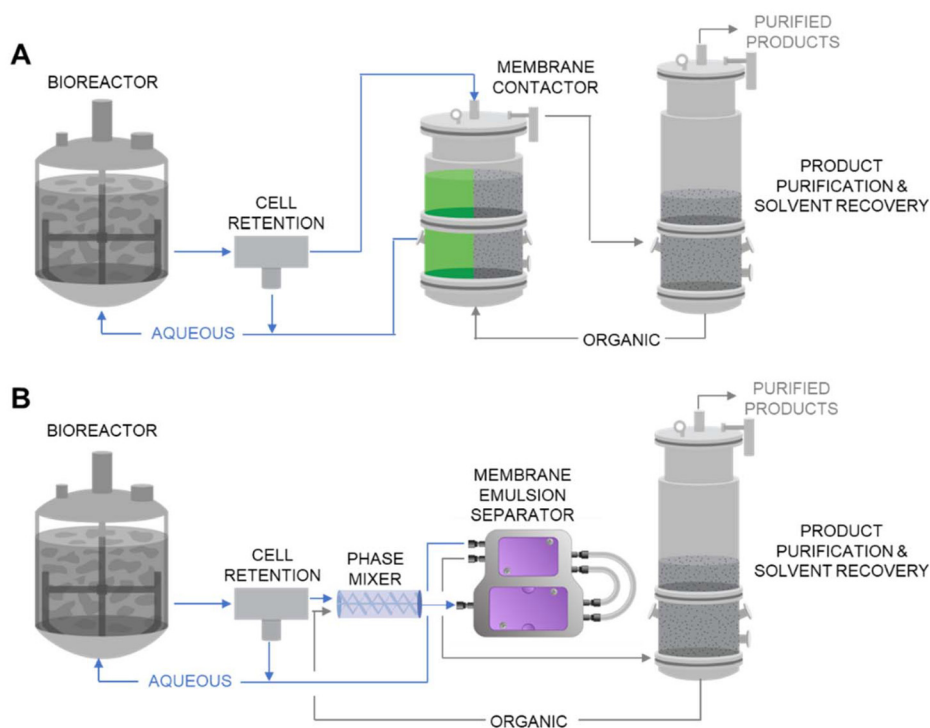 A
PURIFIED
PRODUCTS
BIOREACTOR
MEMBRANE
CONTACTOR
CELL
RETENTION
PRODUCT
PURIFICATION &
SOLVENT RECOVERY
AQUEOUS
ORGANIC
B
PURIFIED
PRODUCTS
BIOREACTOR
MEMBRANE
EMULSION
SEPARATOR
CELL
RETENTION
PHASE
MIXER
PRODUCT
PURIFICATION &
SOLVENT RECOVERY
AQUEOUS
ORGANIC